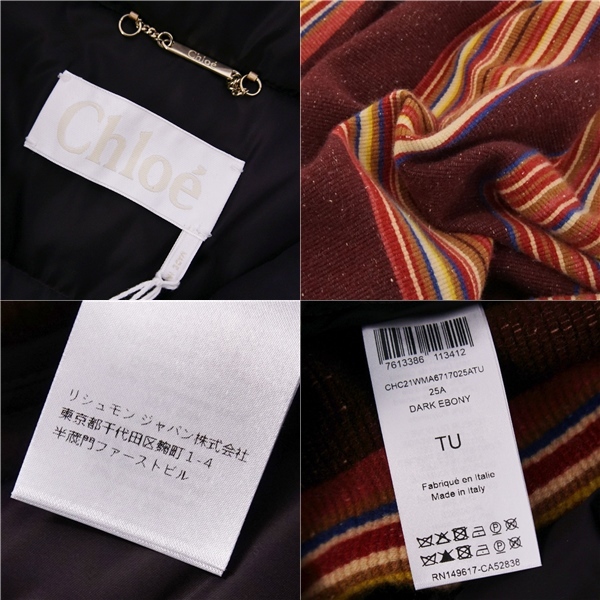 Chloé
Chloé
リシュモン ジャパン株式会社
東京都千代田区麹町1-4
半蔵門ファーストビル
7613386 113412
CHC21WMA6717025ATU
25A
DARK EBONY
TU
Fabriqué en Italie
Made in Italy
RN149617-CA52838